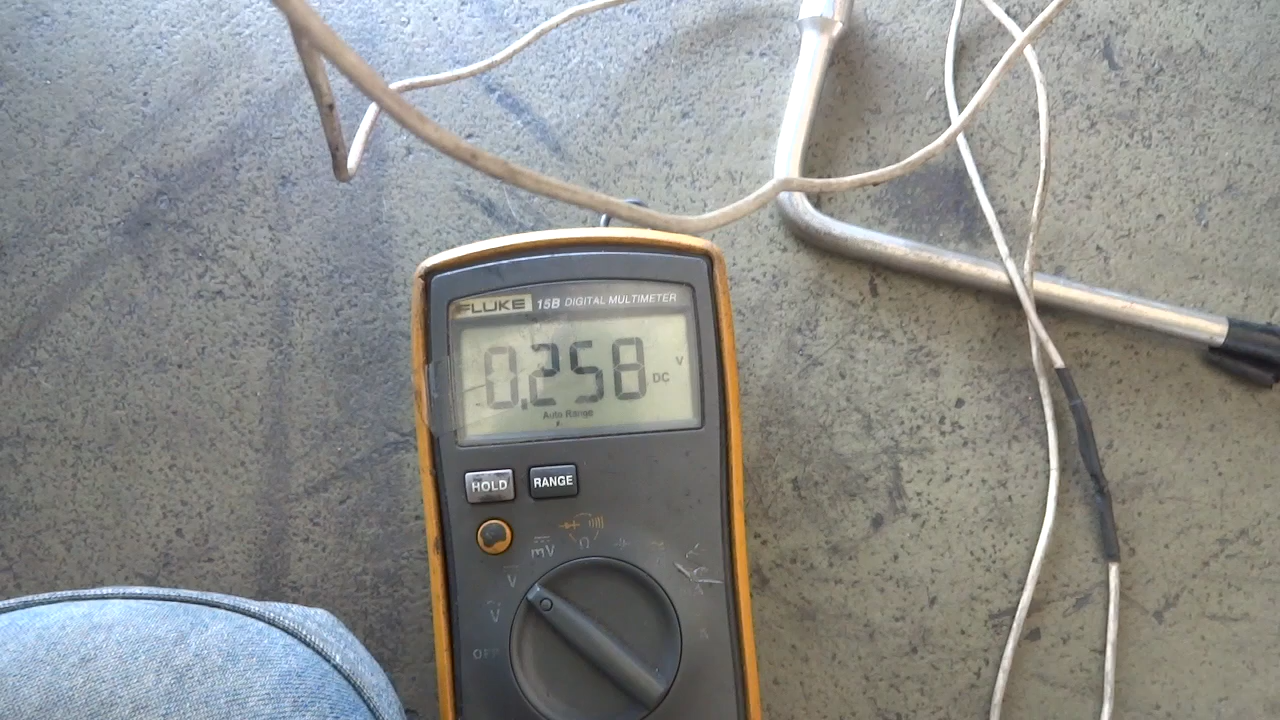 FLUKE 15B DIGITAL MULTIMETER
0.258 V DC
Auto Range
HOLD RANGE
mV Ω
V
V
OFF
A